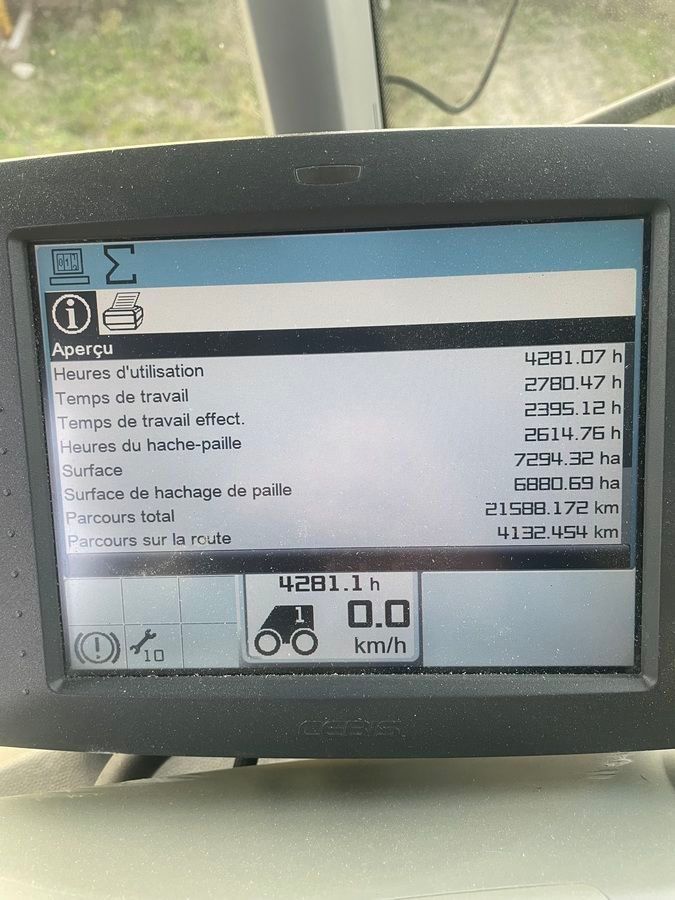 Aperçu
Heures d'utilisation 4281.07 h
Temps de travail 2780.47 h
Temps de travail effect. 2395.12 h
Heures du hache-paille 2614.76 h
Surface 7294.32 ha
Surface de hachage de paille 6880.69 ha
Parcours total 21588.172 km
Parcours sur la route 4132.454 km
4281.1 h
1
0.0
km/h
10
CEBIS